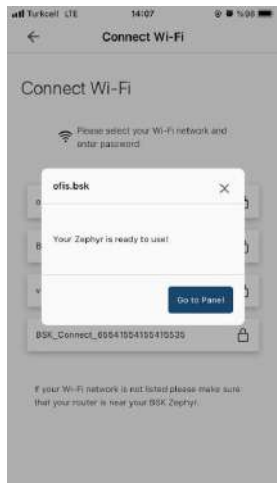 Turkcell LTE 14:07 %98
Connect Wi-Fi
Connect Wi-Fi
Please select your Wi-Fi network and
enter password
ofis.bsk
Your Zephyr is ready to use!
Go to Panel
If your Wi-Fi network is not listed please make sure
that your router is near your BSK Zephyr.